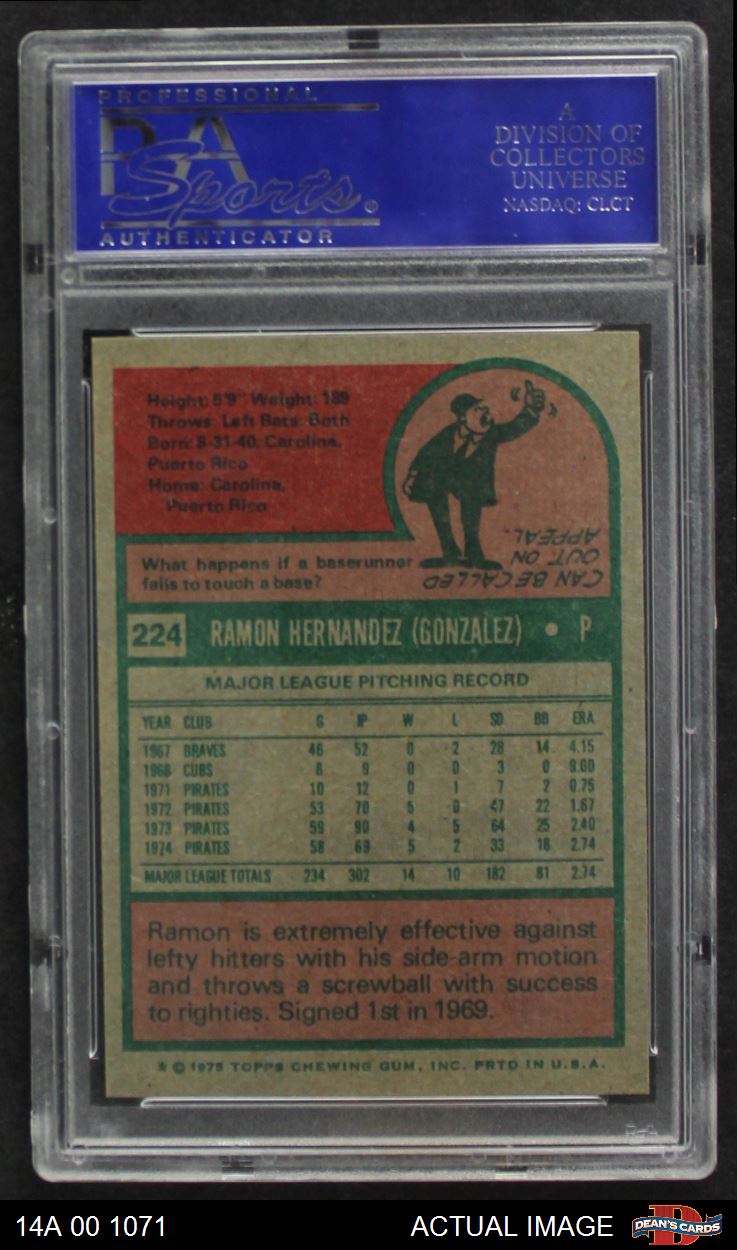 PROFESSIONAL
PSA
Sports
AUTHENTICATOR
A
DIVISION OF
COLLECTORS
UNIVERSE
NASDAQ: CLCT
Height: 5'9" Weight: 189
Throws: Left Bats: Both
Born: 8-31-40, Carolina,
Puerto Rico
Home: Carolina,
Puerto Rico
What happens if a baserunner
fails to touch a base?
CAN BE CALLED
OUT ON
APPEAL.
224 RAMON HERNANDEZ (GONZALEZ) • P
MAJOR LEAGUE PITCHING RECORD
YEAR CLUB G IP W L SO BB ERA
1967 BRAVES 46 52 0 2 28 14 4.15
1968 CUBS 8 9 0 0 3 0 9.00
1971 PIRATES 10 12 0 1 7 2 0.75
1972 PIRATES 53 70 5 0 47 22 1.67
1973 PIRATES 59 90 4 5 64 25 2.40
1974 PIRATES 58 69 5 2 33 18 2.74
MAJOR LEAGUE TOTALS 234 302 14 10 182 81 2.74
Ramon is extremely effective against
lefty hitters with his side-arm motion
and throws a screwball with success
to righties. Signed 1st in 1969.
* © 1975 TOPPS CHEWING GUM, INC. PRTD IN U.S.A.
14A 00 1071 ACTUAL IMAGE
DEAN'S CARDS